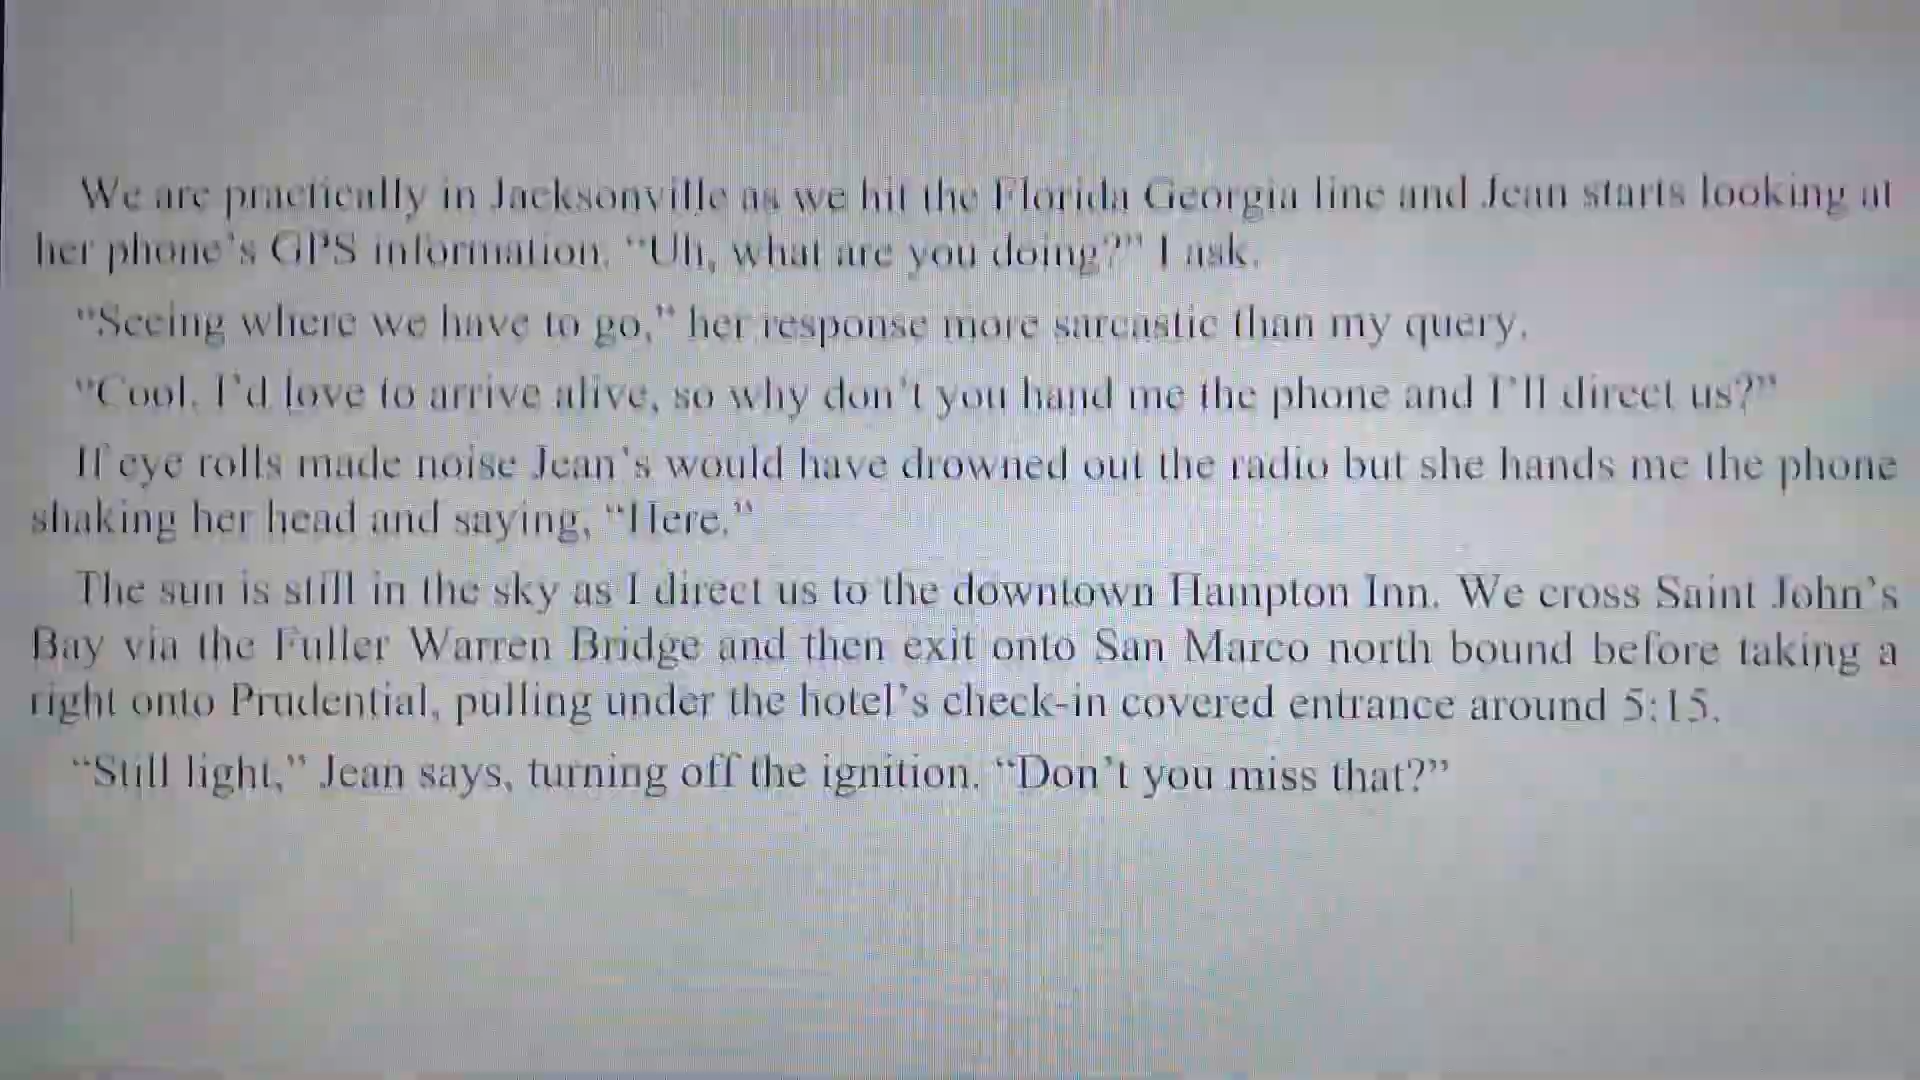 We are practically in Jacksonville as we hit the Florida Georgia line and Jean starts looking at
her phone's GPS information. “Uh, what are you doing?” I ask.
“Seeing where we have to go,” her response more sarcastic than my query.
“Cool. I'd love to arrive alive, so why don't you hand me the phone and I'll direct us?”
If eye rolls made noise Jean's would have drowned out the radio but she hands me the phone
shaking her head and saying, “Here.”
The sun is still in the sky as I direct us to the downtown Hampton Inn. We cross Saint John’s
Bay via the Fuller Warren Bridge and then exit onto San Marco north bound before taking a
right onto Prudential, pulling under the hotel’s check-in covered entrance around 5:15.
“Still light,” Jean says, turning off the ignition. “Don’t you miss that?”